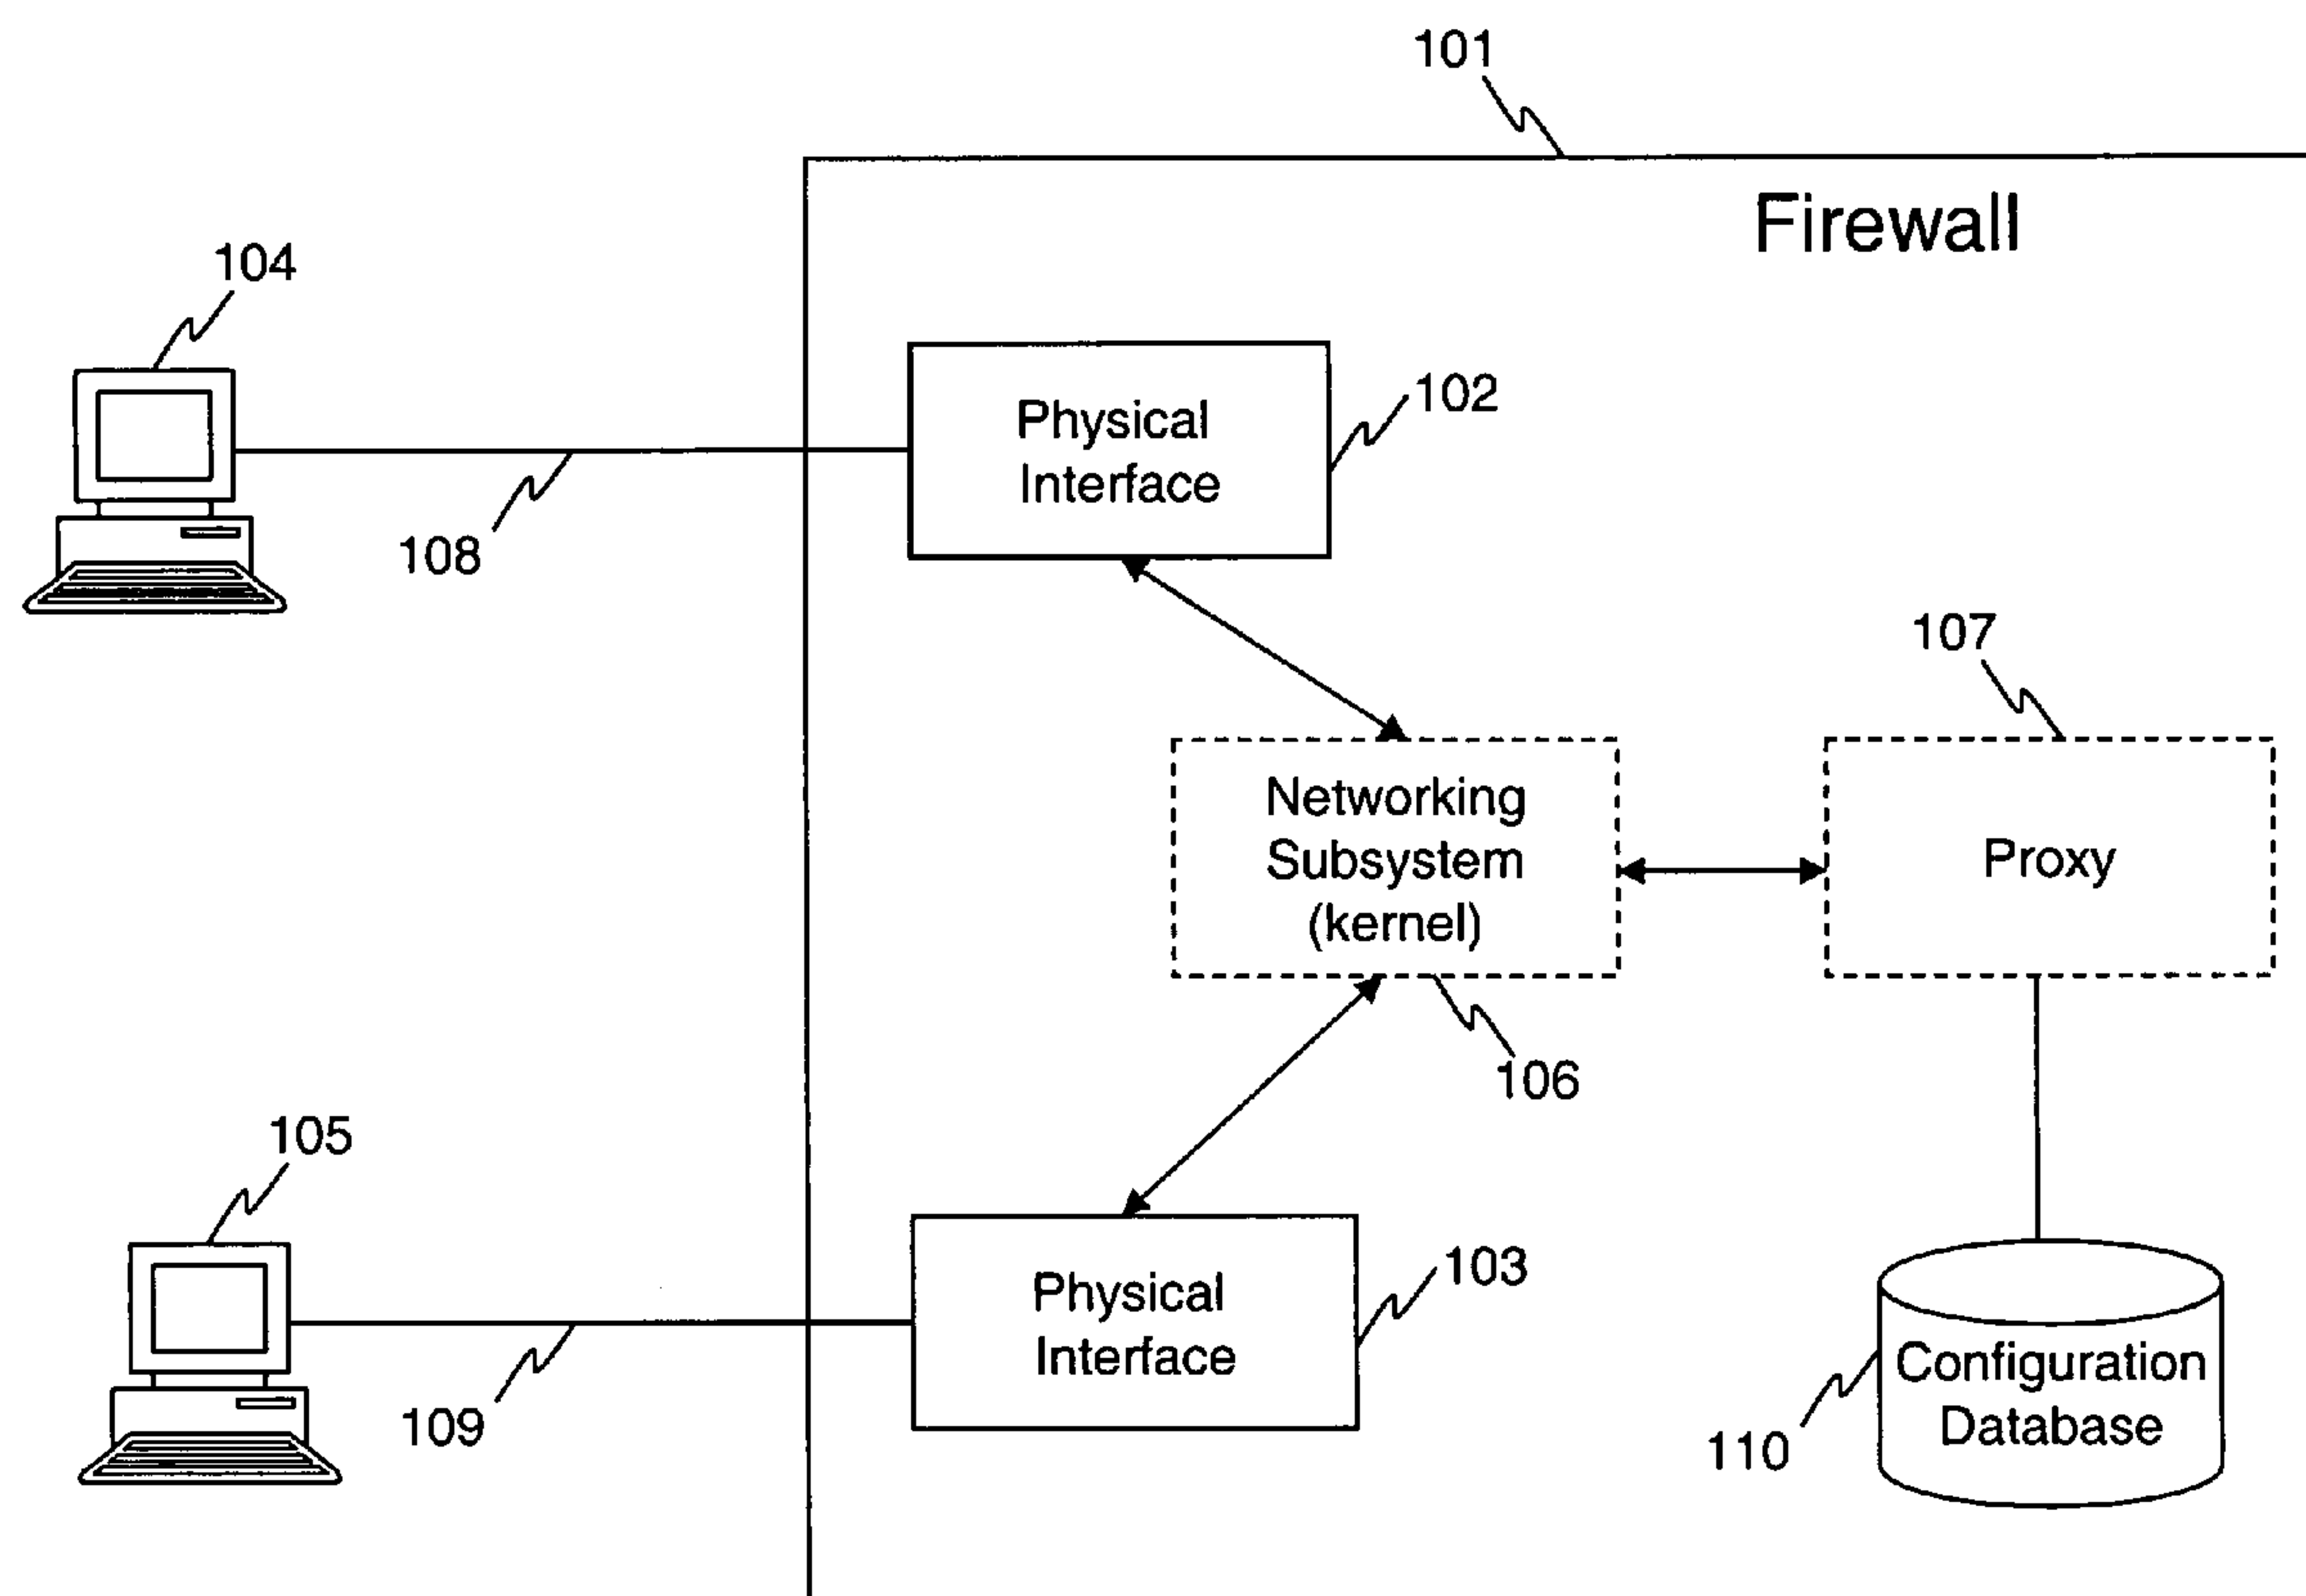 101
Firewall
104
Physical
Interface
102
108
107
Networking
Subsystem
(kernel)
Proxy
106
105
Physical
Interface
103
109
Configuration
Database
110